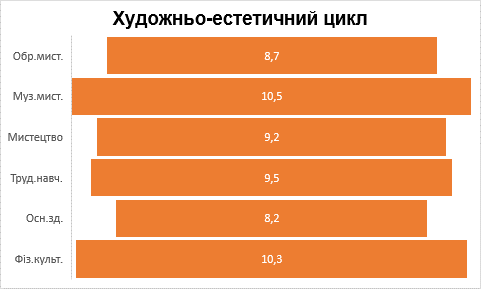 Художньо-естетичний цикл
Обр.мист. 8,7
Муз.мист. 10,5
Мистецтво 9,2
Труд.навч. 9,5
Осн.зд. 8,2
Фіз.культ. 10,3